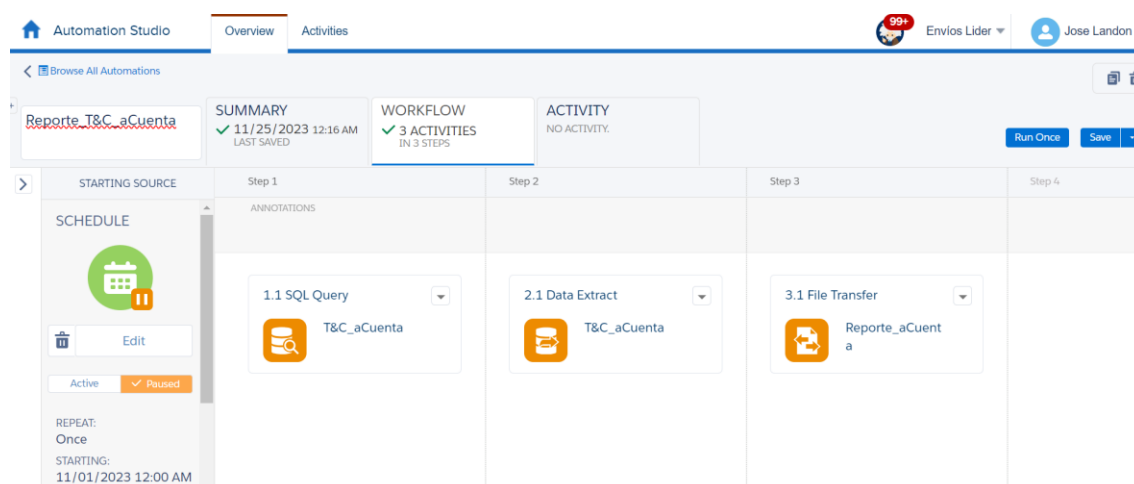 Automation Studio
Overview
Activities
99+
Envíos Lider
Jose Landon
Browse All Automations
Reporte_T&C_aCuenta
SUMMARY
11/25/2023 12:16 AM
LAST SAVED
WORKFLOW
3 ACTIVITIES
IN 3 STEPS
ACTIVITY
NO ACTIVITY.
Run Once
Save
STARTING SOURCE
Step 1
Step 2
Step 3
Step 4
ANNOTATIONS
SCHEDULE
Edit
Active
Paused
REPEAT:
Once
STARTING:
11/01/2023 12:00 AM
1.1 SQL Query
T&C_aCuenta
2.1 Data Extract
T&C_aCuenta
3.1 File Transfer
Reporte_aCuent
a